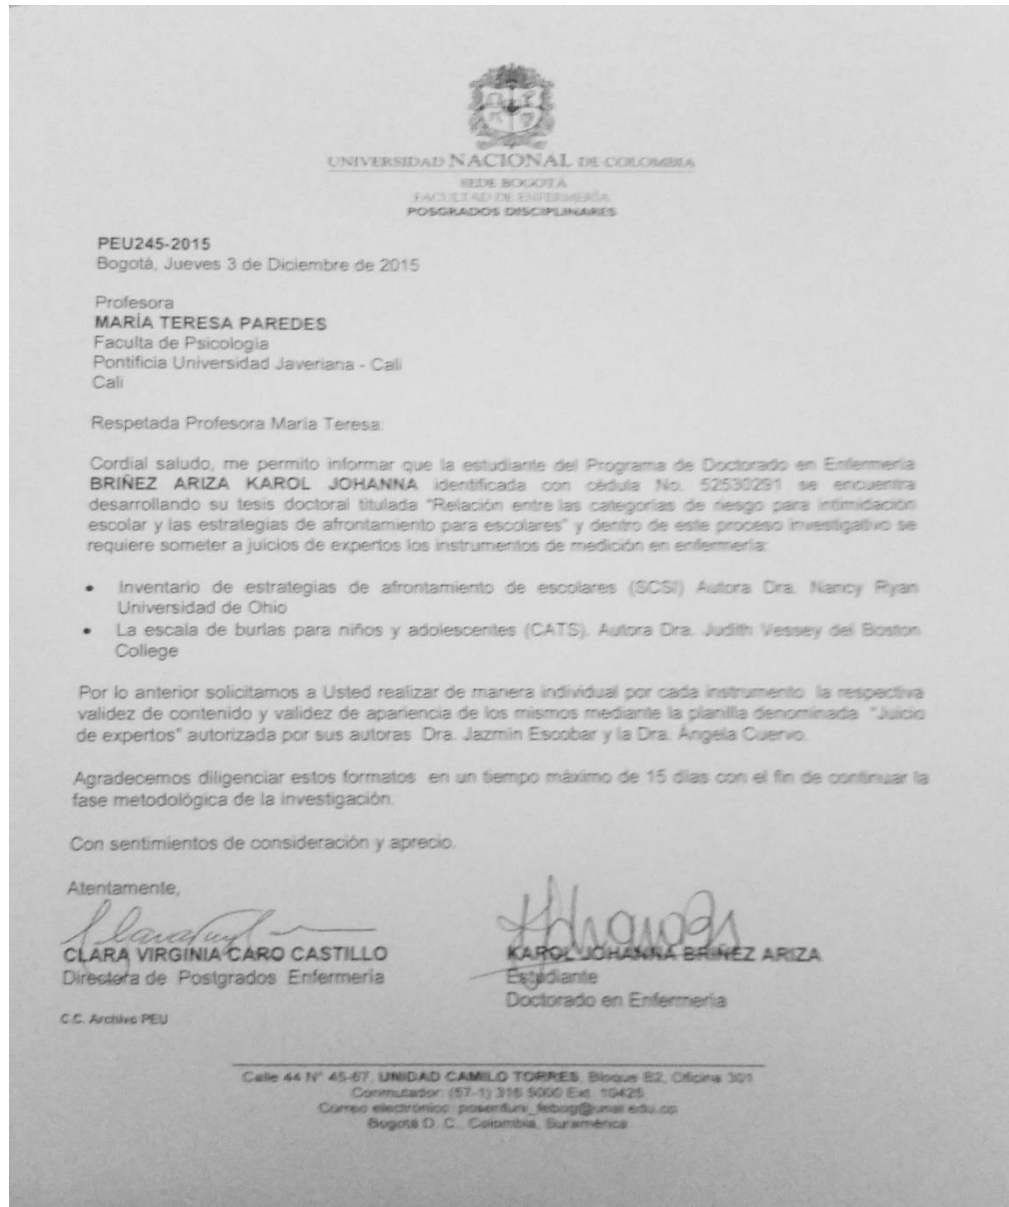 UNIVERSIDAD NACIONAL DE COLOMBIA
SEDE BOGOTÁ
FACULTAD DE ENFERMERÍA
POSGRADOS DISCIPLINARES
PEU245-2015
Bogotá, Jueves 3 de Diciembre de 2015
Profesora
MARÍA TERESA PAREDES
Faculta de Psicología
Pontificia Universidad Javeriana - Cali
Cali
Respetada Profesora Maria Teresa:
Cordial saludo, me permito informar que la estudiante del Programa de Doctorado en Enfermería
BRIÑEZ ARIZA KAROL JOHANNA identificada con cédula No. 52530291 se encuentra
desarrollando su tesis doctoral titulada "Relación entre las categorías de riesgo para intimidación
escolar y las estrategias de afrontamiento para escolares" y dentro de este proceso investigativo se
requiere someter a juicios de expertos los instrumentos de medición en enfermería:
• Inventario de estrategias de afrontamiento de escolares (SCSI) Autora Dra. Nancy Ryan
Universidad de Ohio
• La escala de burlas para niños y adolescentes (CATS). Autora Dra. Judith Vessey del Boston
College
Por lo anterior solicitamos a Usted realizar de manera individual por cada instrumento la respectiva
validez de contenido y validez de apariencia de los mismos mediante la planilla denominada "Juicio
de expertos" autorizada por sus autoras Dra. Jazmin Escobar y la Dra. Ángela Cuervo.
Agradecemos diligenciar estos formatos en un tiempo máximo de 15 días con el fin de continuar la
fase metodológica de la investigación.
Con sentimientos de consideración y aprecio.
Atentamente,
CLARA VIRGINIA CARO CASTILLO
Directora de Postgrados Enfermería
KAROL JOHANNA BRIÑEZ ARIZA
Estudiante
Doctorado en Enfermería
C.C. Archivo PEU
Calle 44 N° 45-67, UNIDAD CAMILO TORRES, Bloque B2, Oficina 301
Conmutador: (57-1) 316 5000 Ext. 10425
Correo electrónico: posenfuni_febog@unal.edu.co
Bogotá D. C., Colombia, Suramérica